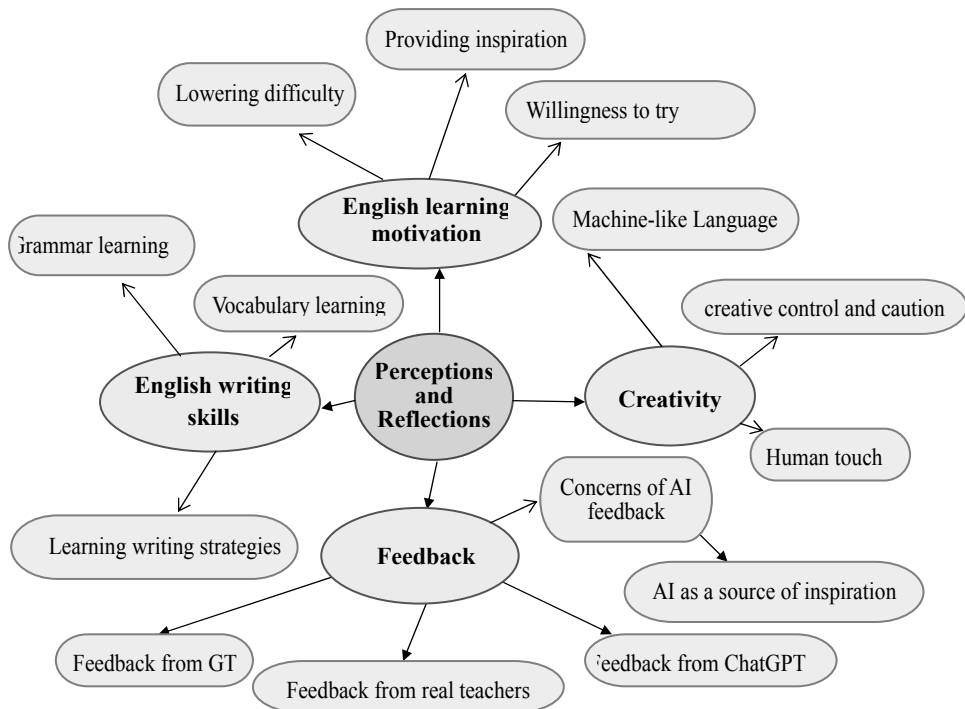 Providing inspiration
Lowering difficulty
Willingness to try
English learning
motivation
Machine-like Language
Grammar learning
Vocabulary learning
creative control and caution
Perceptions
and
Reflections
English writing
skills
Creativity
Human touch
Concerns of AI
feedback
Learning writing strategies
Feedback
AI as a source of inspiration
Feedback from GT
Feedback from real teachers
Feedback from ChatGPT